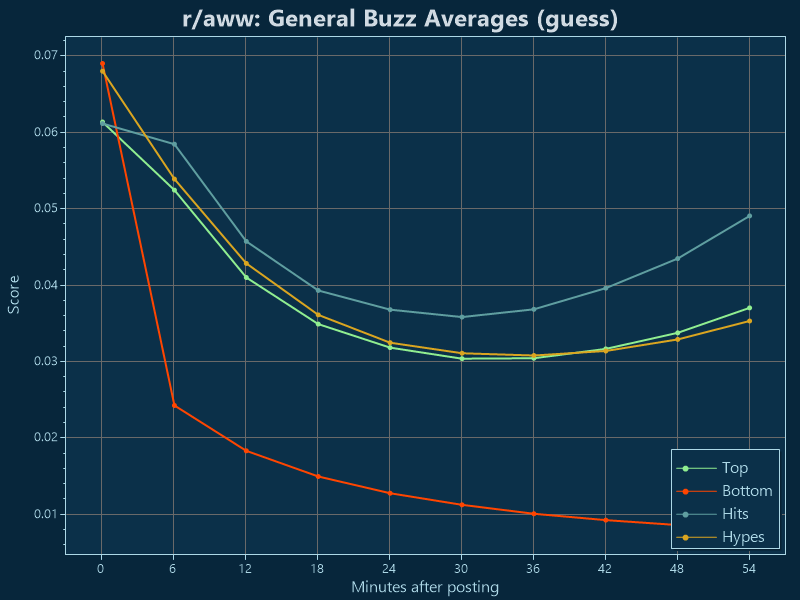 r/aww: General Buzz Averages (guess)
0.07
0.06
0.05
0.04
0.03
0.02
0.01
Score
Top
Bottom
Hits
Hypes
0 6 12 18 24 30 36 42 48 54
Minutes after posting